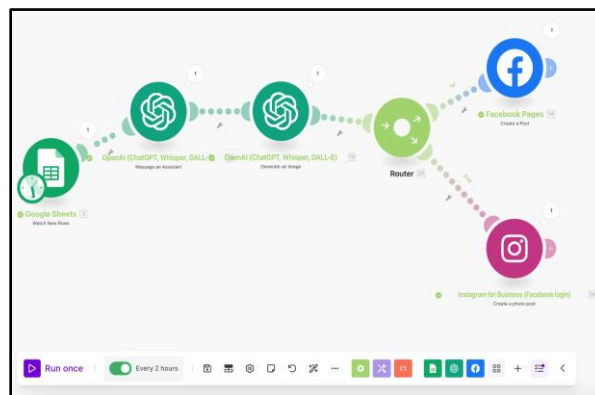 1
Facebook Pages 14
Create a Post
1
1
OpenAI (ChatGPT, Whisper, DALL-E)
Message an Assistant
OpenAI (ChatGPT, Whisper, DALL-E)
Generate an Image
Router
1
Google Sheets 2
Watch New Rows
1
Instagram for Business (Facebook login)
Create a photo post
Run once
Every 2 hours